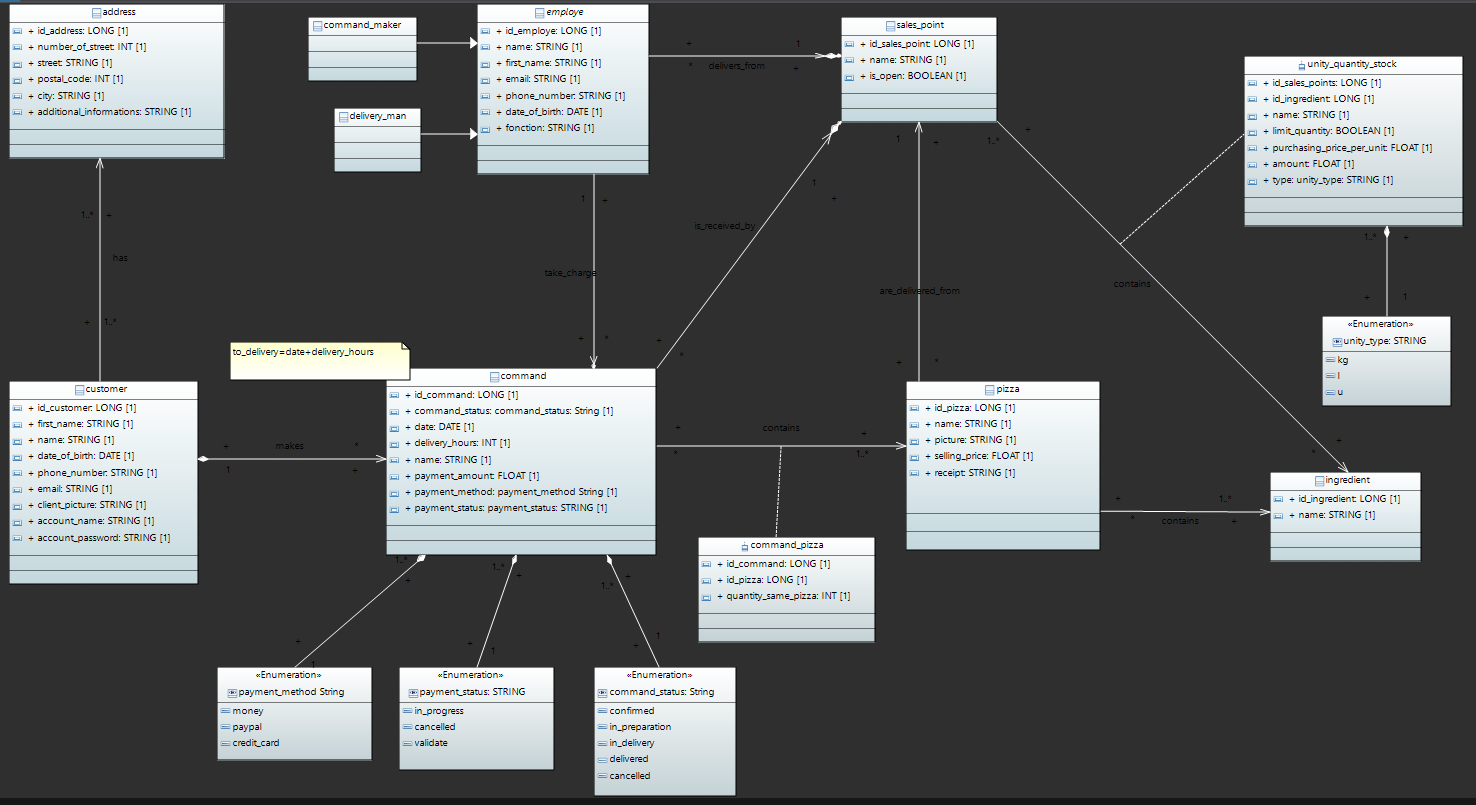 address
+ id_address: LONG [1]
+ number_of_street: INT [1]
+ street: STRING [1]
+ postal_code: INT [1]
+ city: STRING [1]
+ additional_informations: STRING [1]
command_maker
delivery_man
employe
+ id_employe: LONG [1]
+ name: STRING [1]
+ first_name: STRING [1]
+ email: STRING [1]
+ phone_number: STRING [1]
+ date_of_birth: DATE [1]
+ fonction: STRING [1]
+ 1
* delivers_from +
sales_point
+ id_sales_point: LONG [1]
+ name: STRING [1]
+ is_open: BOOLEAN [1]
unity_quantity_stock
+ id_sales_points: LONG [1]
+ id_ingredient: LONG [1]
+ name: STRING [1]
+ limit_quantity: BOOLEAN [1]
+ purchasing_price_per_unit: FLOAT [1]
+ amount: FLOAT [1]
+ type: unity_type: STRING [1]
1..* +
has
+ 1..*
1 +
take_charge
+ *
1
+
is_received_by
+
*
1 +
are_delivered_from
+ *
1..* +
contains
+
*
1..* +
+ 1
«Enumeration»
unity_type: STRING
kg
l
u
to_delivery=date+delivery_hours
customer
+ id_customer: LONG [1]
+ first_name: STRING [1]
+ name: STRING [1]
+ date_of_birth: DATE [1]
+ phone_number: STRING [1]
+ email: STRING [1]
+ client_picture: STRING [1]
+ account_name: STRING [1]
+ account_password: STRING [1]
+ makes *
1 +
command
+ id_command: LONG [1]
+ command_status: command_status: String [1]
+ date: DATE [1]
+ delivery_hours: INT [1]
+ name: STRING [1]
+ payment_amount: FLOAT [1]
+ payment_method: payment_method String [1]
+ payment_status: payment_status: STRING [1]
+ contains +
* 1..*
pizza
+ id_pizza: LONG [1]
+ name: STRING [1]
+ picture: STRING [1]
+ selling_price: FLOAT [1]
+ receipt: STRING [1]
+ 1..*
* contains +
ingredient
+ id_ingredient: LONG [1]
+ name: STRING [1]
command_pizza
+ id_command: LONG [1]
+ id_pizza: LONG [1]
+ quantity_same_pizza: INT [1]
1..*
+
+
1
1..*
+
+
1
+
1..*
1
+
«Enumeration»
payment_method String
money
paypal
credit_card
«Enumeration»
payment_status: STRING
in_progress
cancelled
validate
«Enumeration»
command_status: String
confirmed
in_preparation
in_delivery
delivered
cancelled